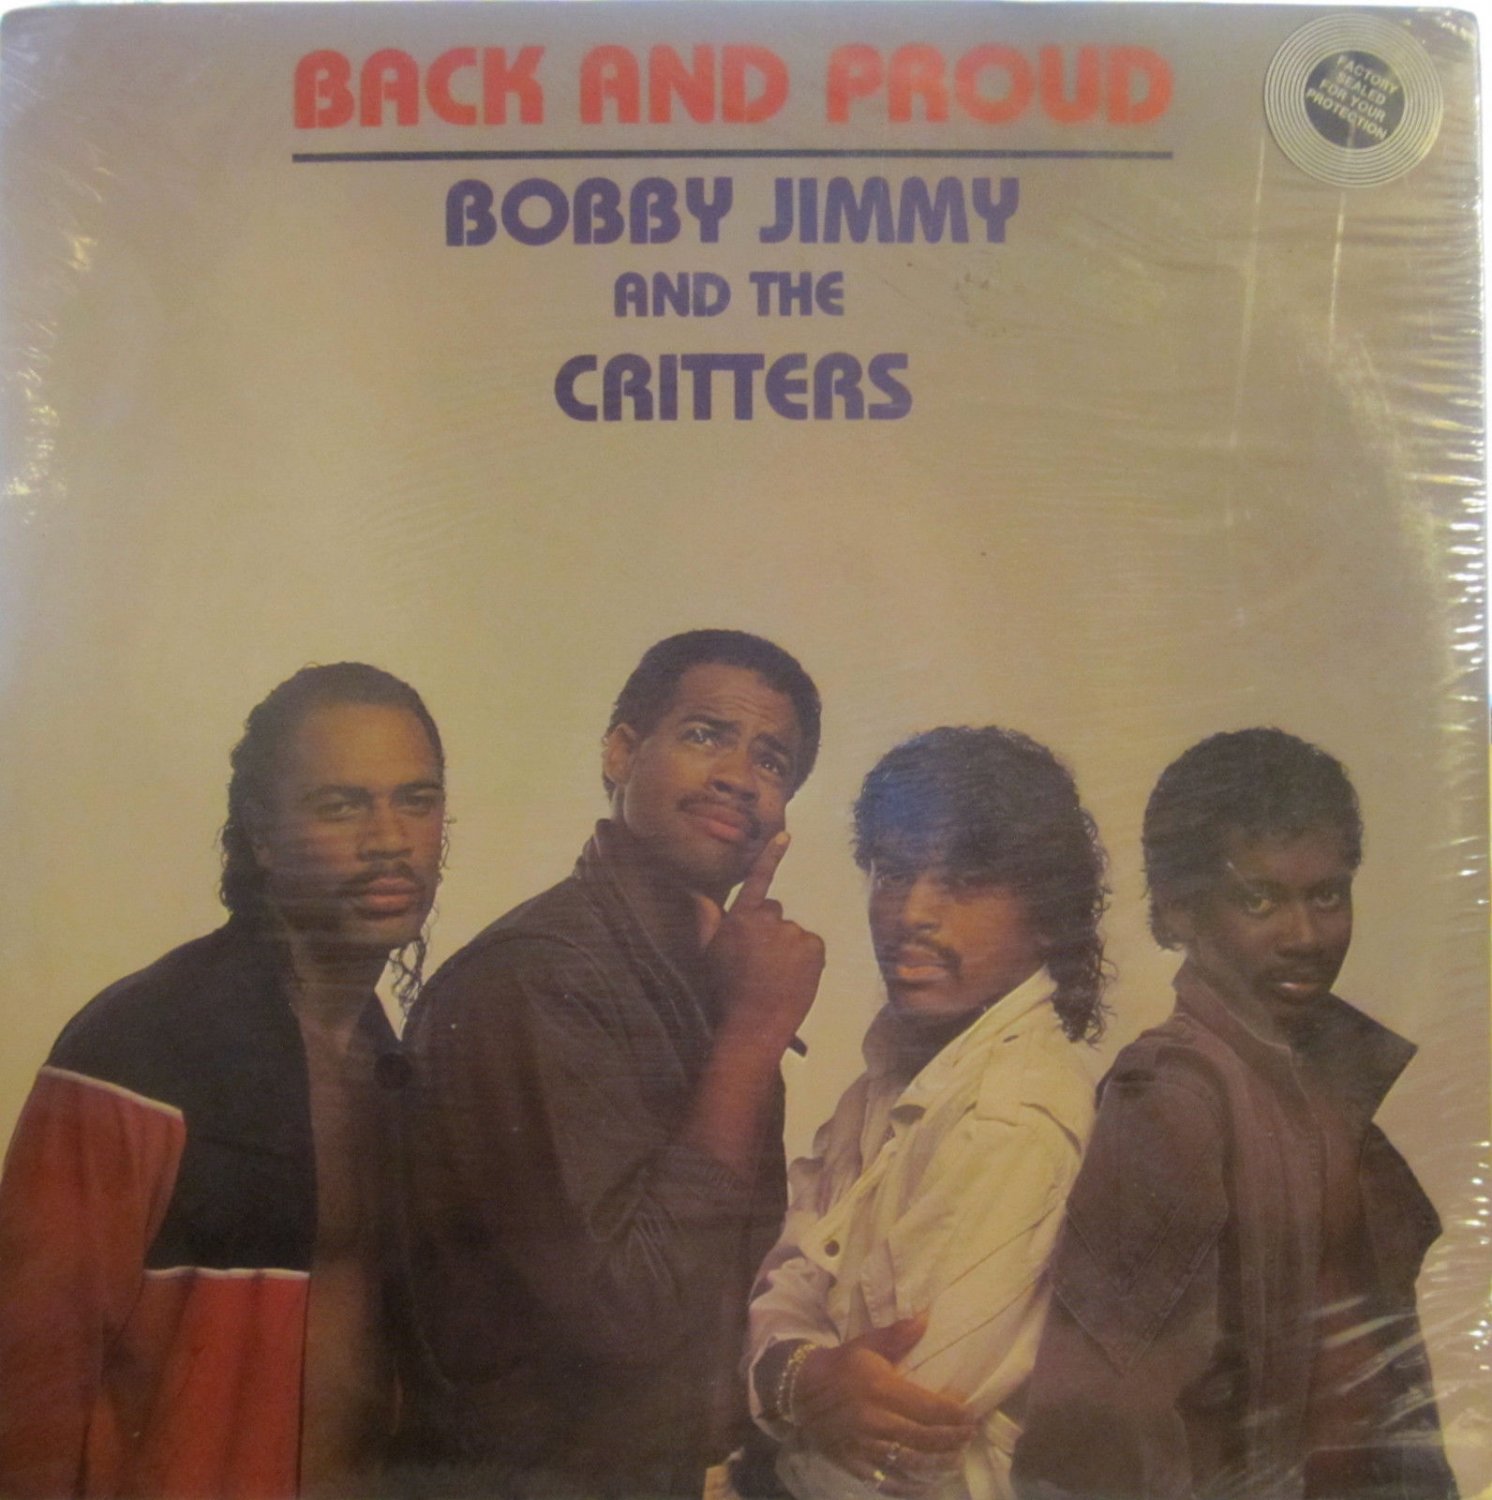 BACK AND PROUD
BOBBY JIMMY
AND THE
CRITTERS
FACTORY
SEALED
FOR YOUR
PROTECTION